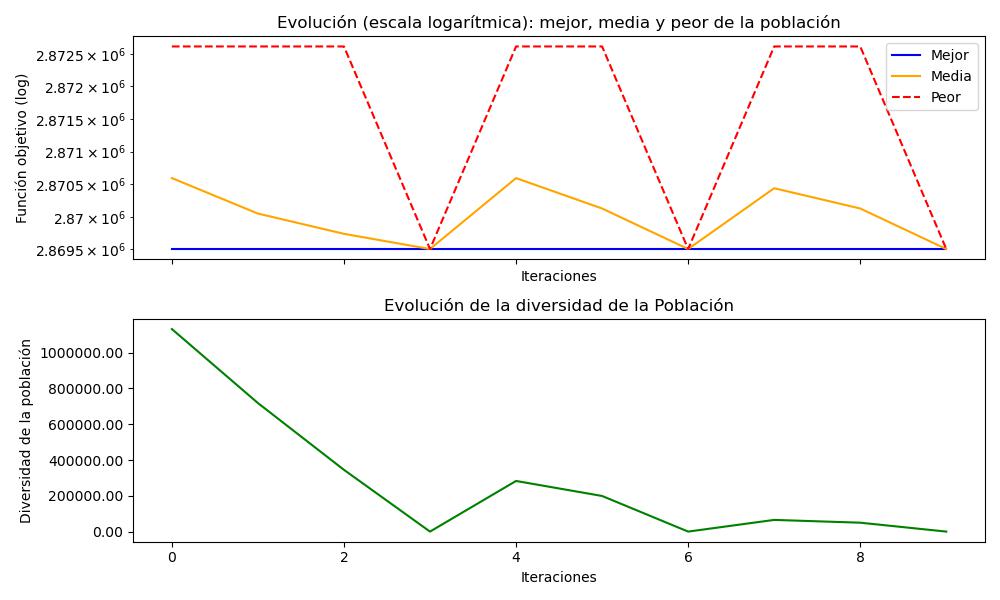 Evolución (escala logarítmica): mejor, media y peor de la población
Función objetivo (log)
2.8725 × 10⁶
2.872 × 10⁶
2.8715 × 10⁶
2.871 × 10⁶
2.8705 × 10⁶
2.87 × 10⁶
2.8695 × 10⁶
Mejor
Media
Peor
Iteraciones
Evolución de la diversidad de la Población
Diversidad de la población
1000000.00
800000.00
600000.00
400000.00
200000.00
0.00
0 2 4 6 8
Iteraciones